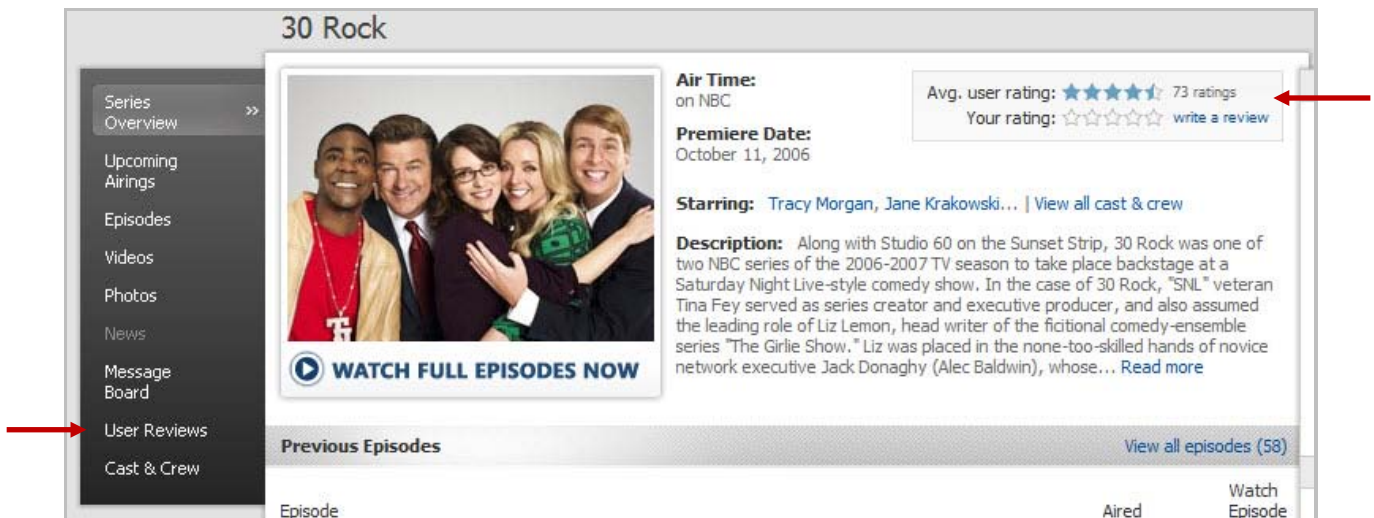 30 Rock
Series
Overview
»
Upcoming
Airings
Episodes
Videos
Photos
News
Message
Board
User Reviews
Cast & Crew
WATCH FULL EPISODES NOW
Air Time:
on NBC
Premiere Date:
October 11, 2006
Avg. user rating: 73 ratings
Your rating: write a review
Starring: Tracy Morgan, Jane Krakowski... | View all cast & crew
Description: Along with Studio 60 on the Sunset Strip, 30 Rock was one of
two NBC series of the 2006-2007 TV season to take place backstage at a
Saturday Night Live-style comedy show. In the case of 30 Rock, "SNL" veteran
Tina Fey served as series creator and executive producer, and also assumed
the leading role of Liz Lemon, head writer of the ficitional comedy-ensemble
series "The Girlie Show." Liz was placed in the none-too-skilled hands of novice
network executive Jack Donaghy (Alec Baldwin), whose... Read more
Previous Episodes View all episodes (58)
Episode Aired Watch
Episode